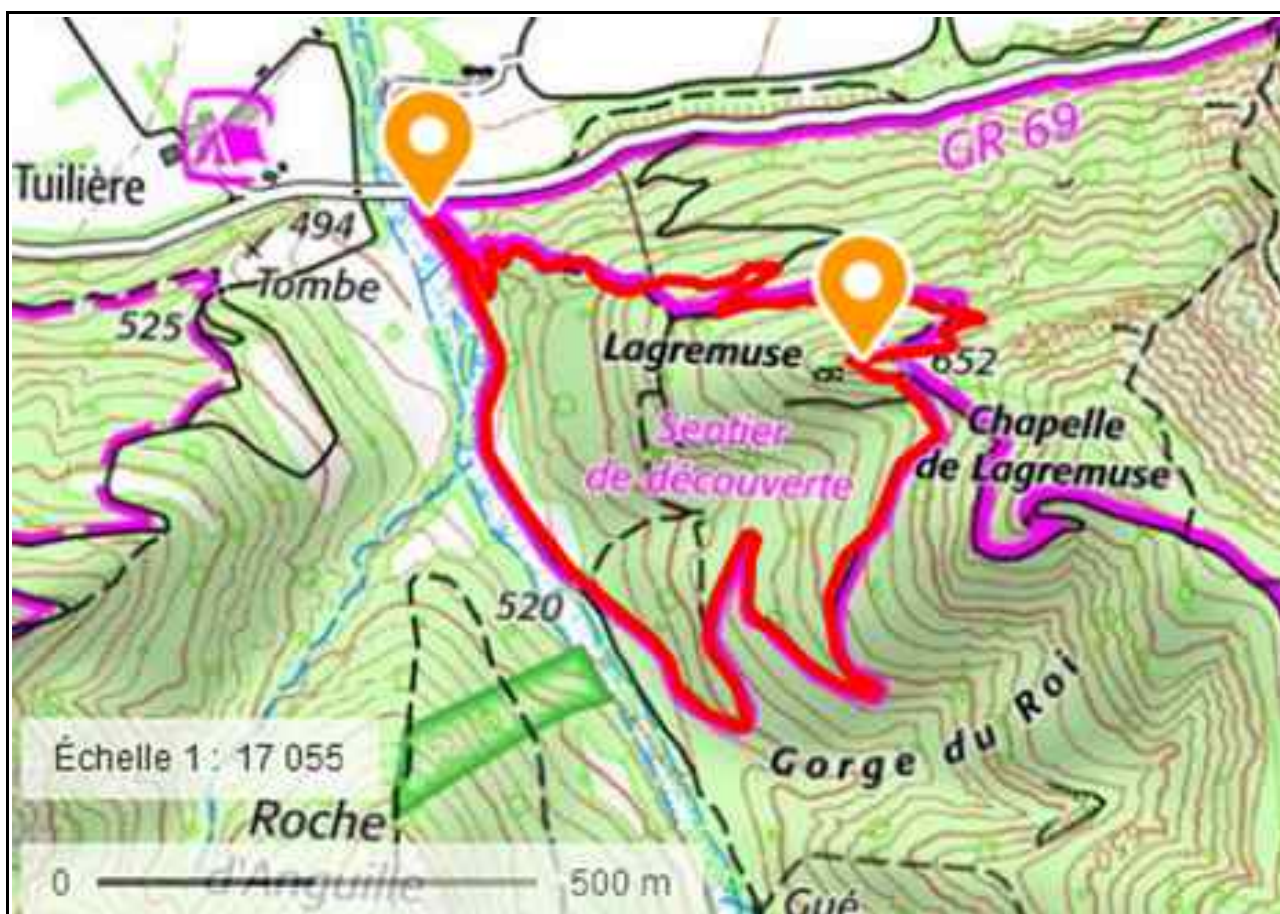 GR 69
Tuilière
494
Tombe
525
Lagremuse
652
Sentier
de découverte
Chapelle
de Lagremuse
520
Gorge du Roi
Échelle 1 : 17 055
Roche
d'Anguille
0 500 m
Gué